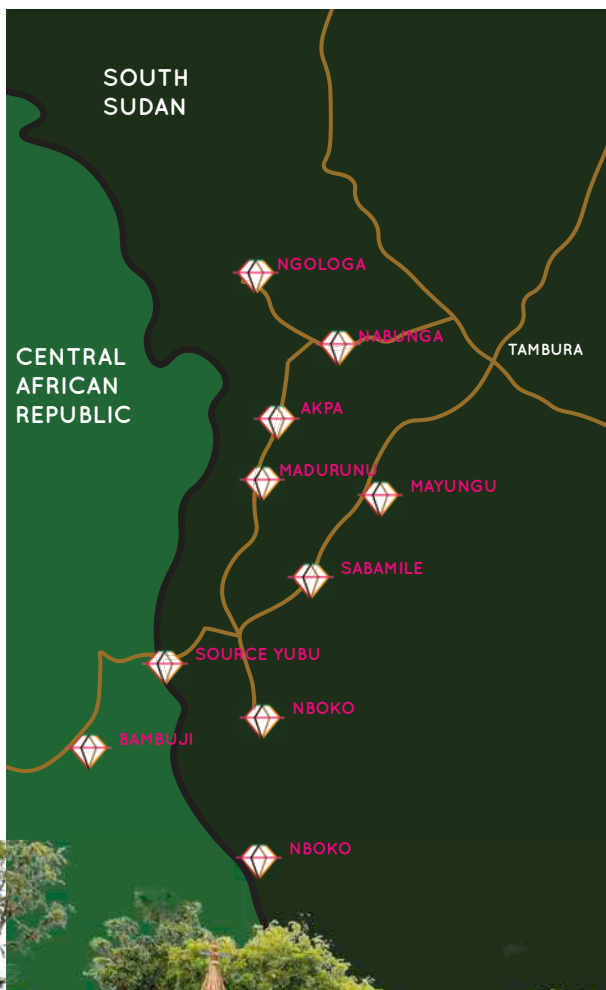 SOUTH
SUDAN
NGOLOGA
NABUNGA
TAMBURA
CENTRAL
AFRICAN
REPUBLIC
AKPA
MADURUNU
MAYUNGU
SABAMILE
SOURCE YUBU
NBOKO
BAMBUJI
NBOKO